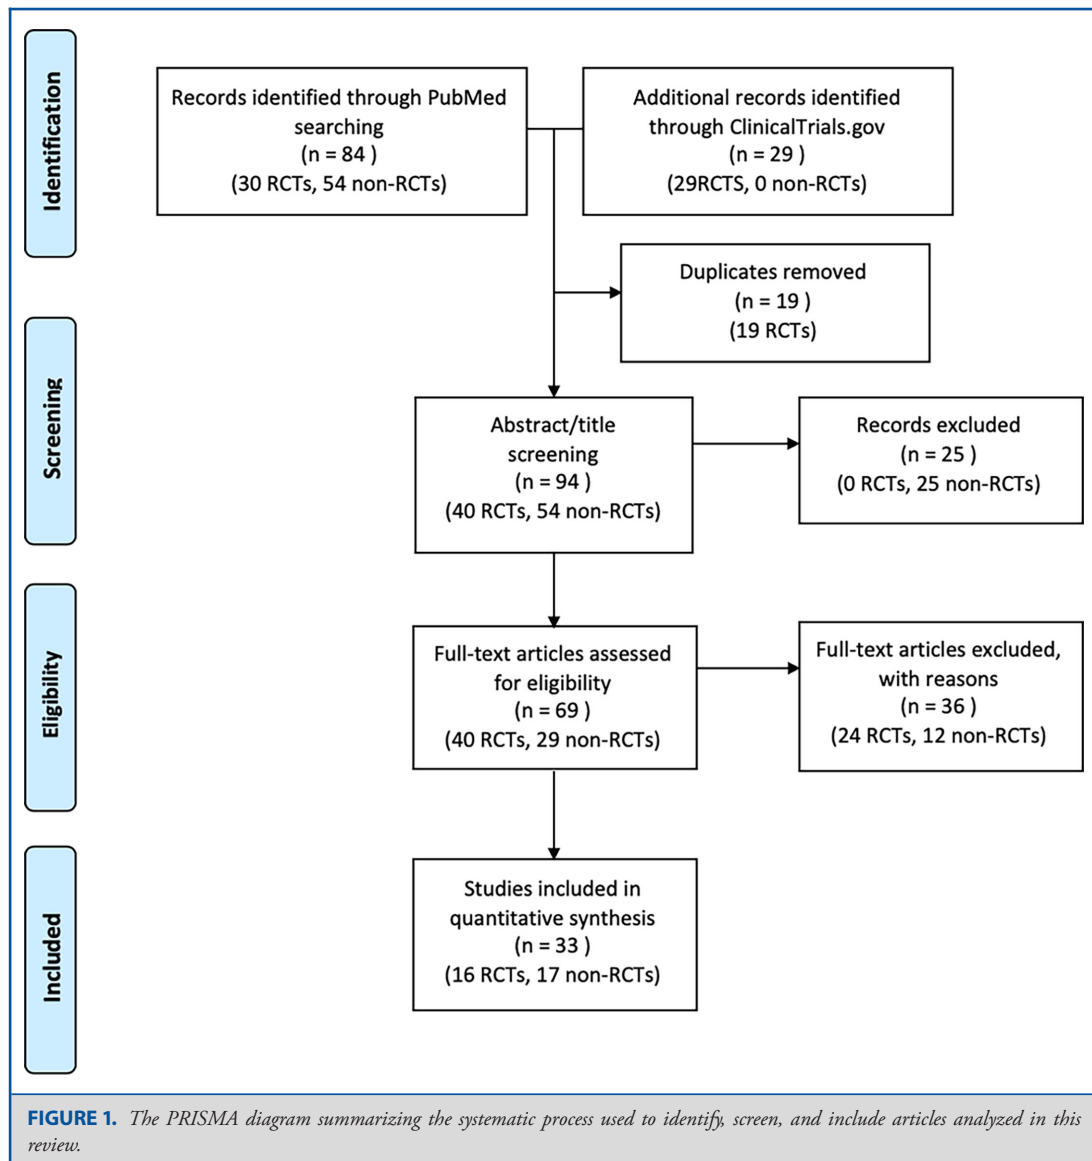 Identification
Records identified through PubMed
searching
(n = 84 )
(30 RCTs, 54 non-RCTs)
Additional records identified
through ClinicalTrials.gov
(n = 29 )
(29RCTS, 0 non-RCTs)
Duplicates removed
(n = 19 )
(19 RCTs)
Screening
Abstract/title
screening
(n = 94 )
(40 RCTs, 54 non-RCTs)
Records excluded
(n = 25 )
(0 RCTs, 25 non-RCTs)
Eligibility
Full-text articles assessed
for eligibility
(n = 69 )
(40 RCTs, 29 non-RCTs)
Full-text articles excluded,
with reasons
(n = 36 )
(24 RCTs, 12 non-RCTs)
Included
Studies included in
quantitative synthesis
(n = 33 )
(16 RCTs, 17 non-RCTs)
FIGURE 1. The PRISMA diagram summarizing the systematic process used to identify, screen, and include articles analyzed in this
review.